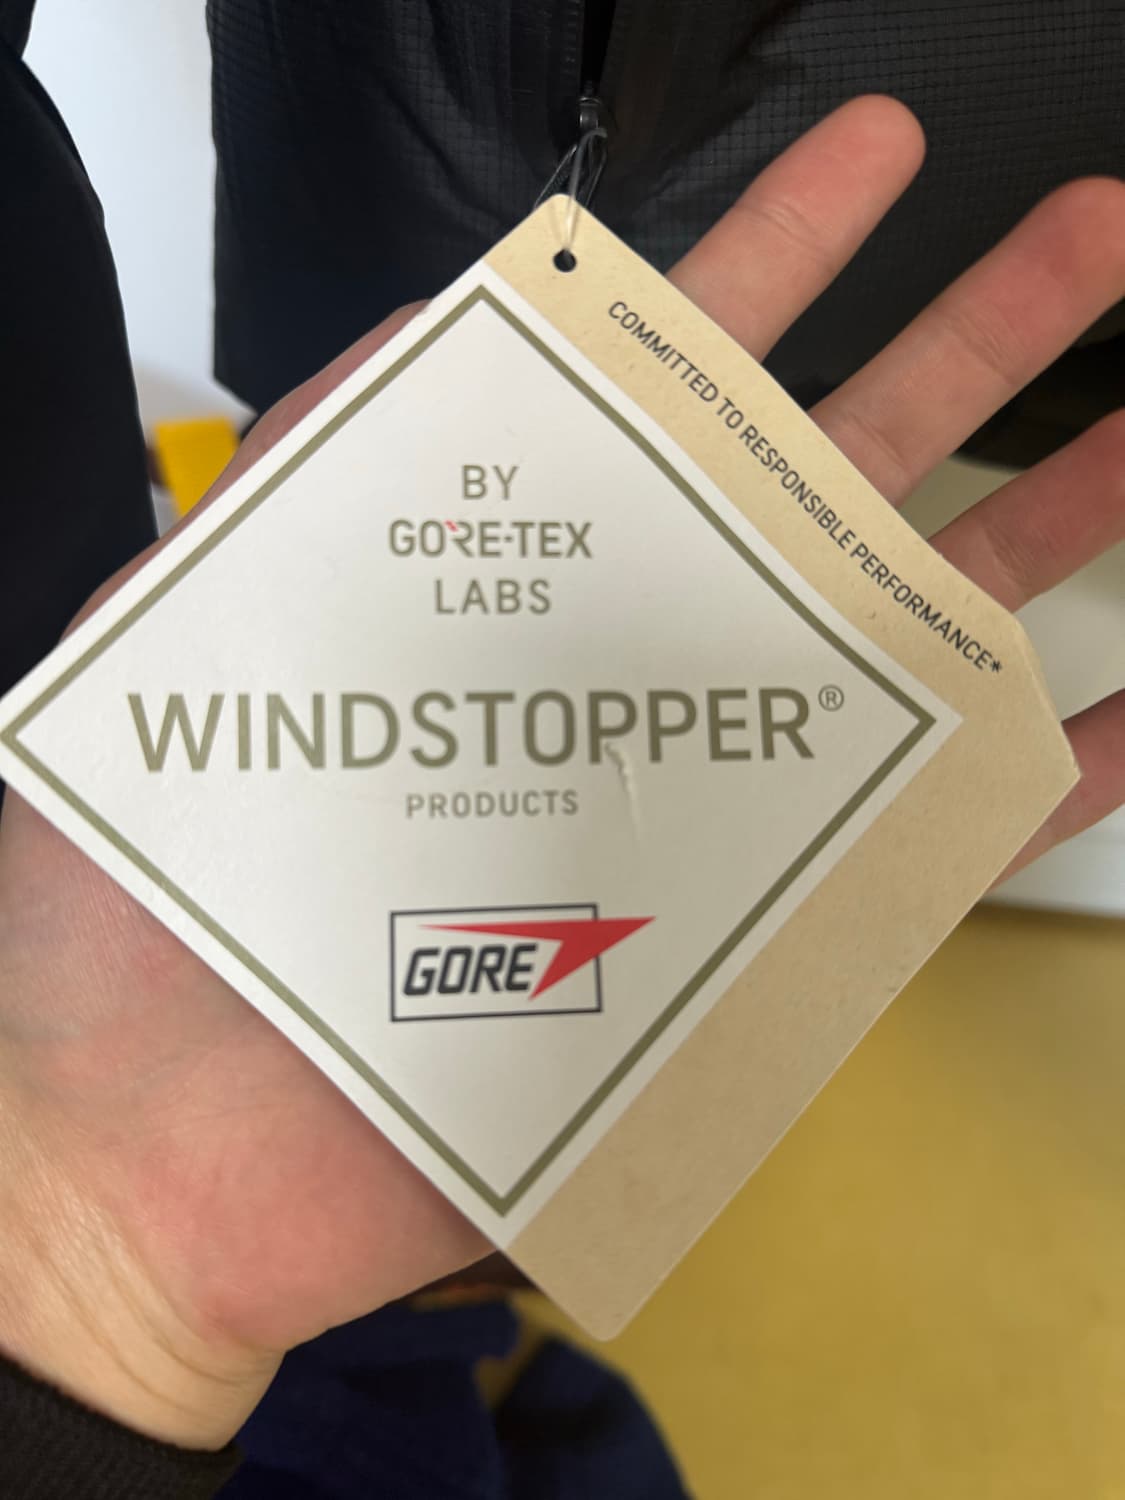 COMMITTED TO RESPONSIBLE PERFORMANCE*
BY
GORE-TEX
LABS
WINDSTOPPER®
PRODUCTS
GORE